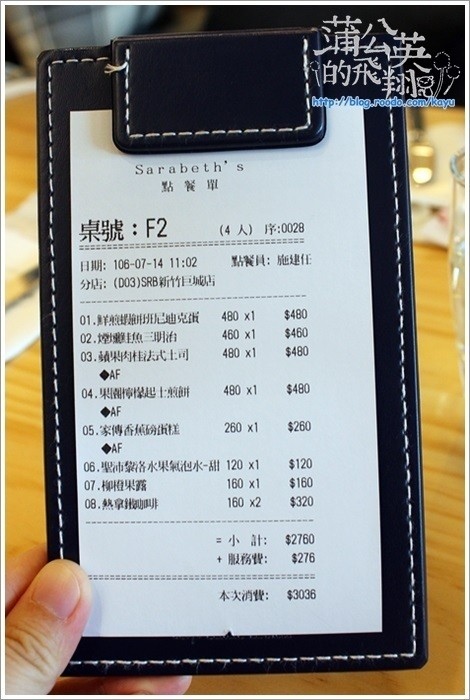 蒲公英
的飛翔
http://blog.roodo.com/kayu
Sarabeth's
點餐單
桌號：F2 (4 人) 序:0028
日期: 106-07-14 11:02 點餐員: 施建任
分店: (D03)SRB新竹巨城店
01.鮮煎蝦餅班尼迪克蛋 480 x1 $480
02.煙燻鮭魚三明治 460 x1 $460
03.蘋果肉桂法式土司 480 x1 $480
◆AF
04.果園檸檬起士煎餅 480 x1 $480
◆AF
05.家傳香蕉磅蛋糕 260 x1 $260
◆AF
06.聖沛黎洛水果氣泡水-甜 120 x1 $120
07.柳橙果露 160 x1 $160
08.熱拿鐵咖啡 160 x2 $320
= 小 計: $2760
+ 服務費: $276
本次消費: $3036